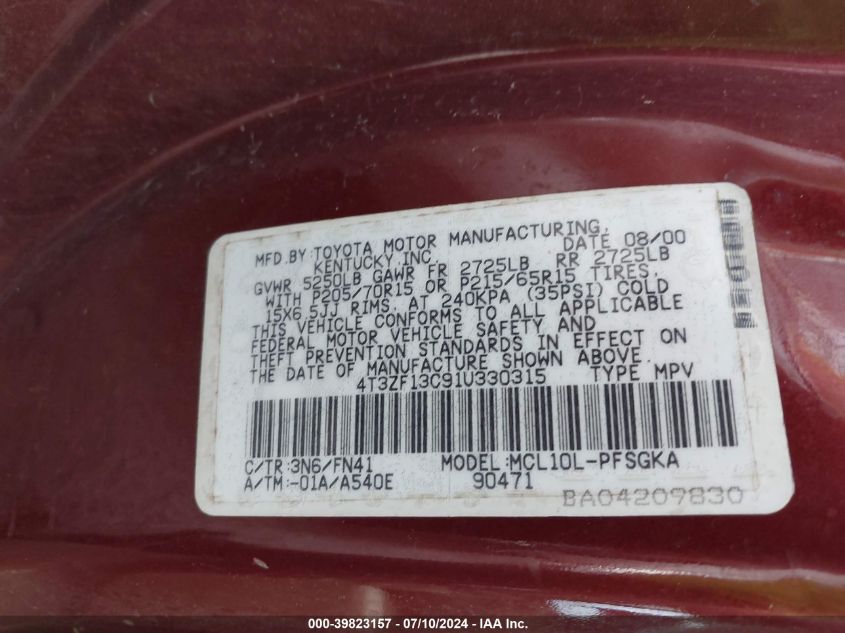 MFD.BY:TOYOTA MOTOR MANUFACTURING,
KENTUCKY,INC. DATE 08/00
GVWR 5250LB GAWR FR 2725LB RR 2725LB
WITH P205/70R15 OR P215/65R15 TIRES,
15X6.5JJ RIMS, AT 240KPA (35PSI) COLD
THIS VEHICLE CONFORMS TO ALL APPLICABLE
FEDERAL MOTOR VEHICLE SAFETY AND
THEFT PREVENTION STANDARDS IN EFFECT ON
THE DATE OF MANUFACTURE SHOWN ABOVE.
4T3ZF13C91U330315 TYPE MPV
C/TR:3N6/FN41 MODEL:MCL10L-PFSGKA
A/TM:-01A/A540E 90471
BA04209830
000-39823157 / 07/10/2024 - IAA Inc.